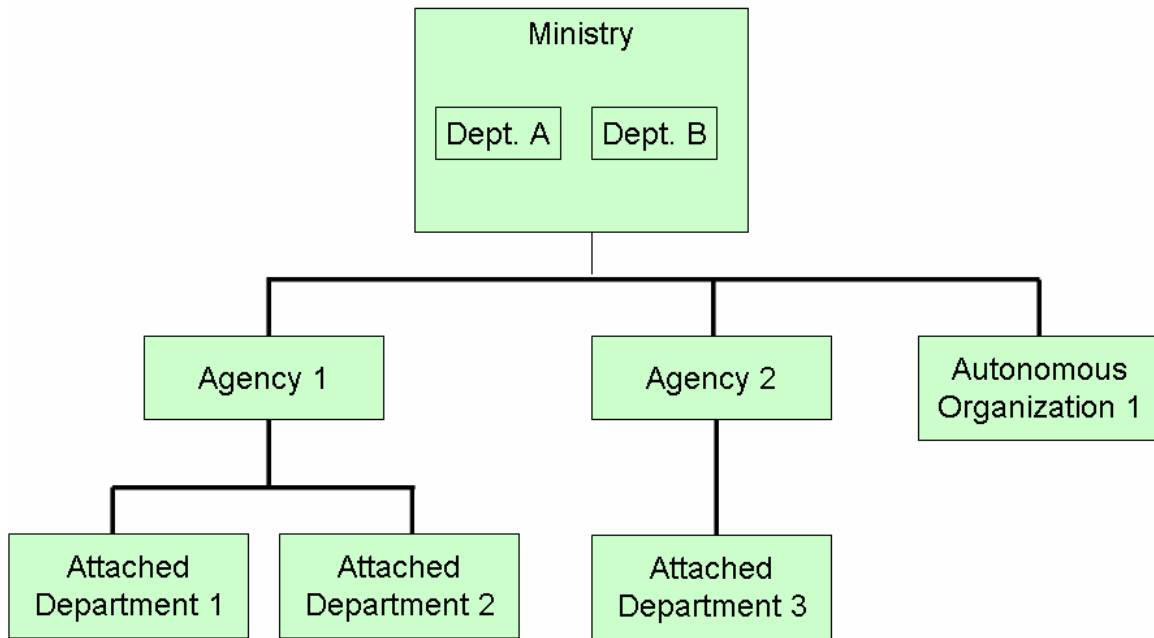 Ministry
Dept. A
Dept. B
Agency 1
Agency 2
Autonomous
Organization 1
Attached
Department 1
Attached
Department 2
Attached
Department 3